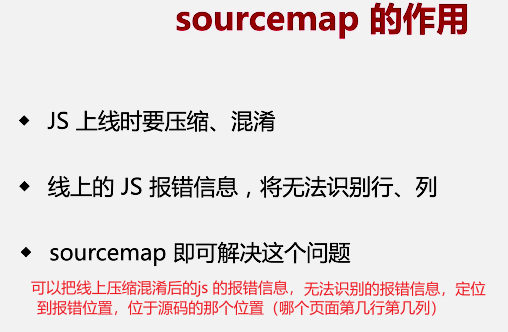 sourcemap 的作用
◆ JS 上线时要压缩、混淆
◆ 线上的 JS 报错信息，将无法识别行、列
◆ sourcemap 即可解决这个问题
可以把线上压缩混淆后的js 的报错信息，无法识别的报错信息，定位
到报错位置，位于源码的那个位置（哪个页面第几行第几列）